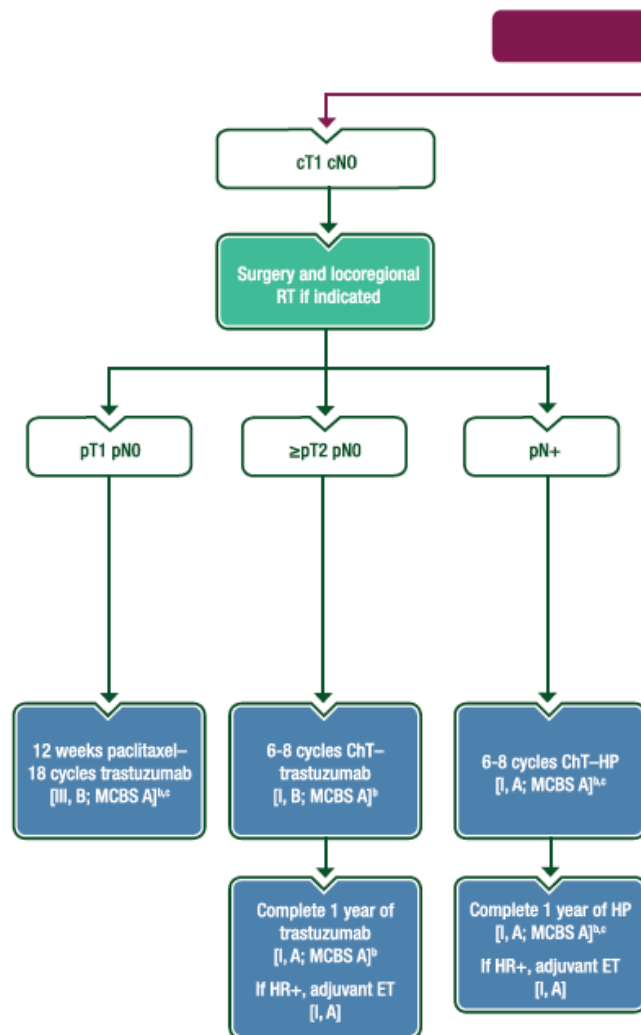 cT1 cN0
Surgery and locoregional
RT if indicated
pT1 pN0
≥pT2 pN0
pN+
12 weeks paclitaxel–
18 cycles trastuzumab
[III, B; MCBS A]b,c
6-8 cycles ChT–
trastuzumab
[I, B; MCBS A]b
6-8 cycles ChT–HP
[I, A; MCBS A]b,c
Complete 1 year of
trastuzumab
[I, A; MCBS A]b
If HR+, adjuvant ET
[I, A]
Complete 1 year of HP
[I, A; MCBS A]b,c
If HR+, adjuvant ET
[I, A]